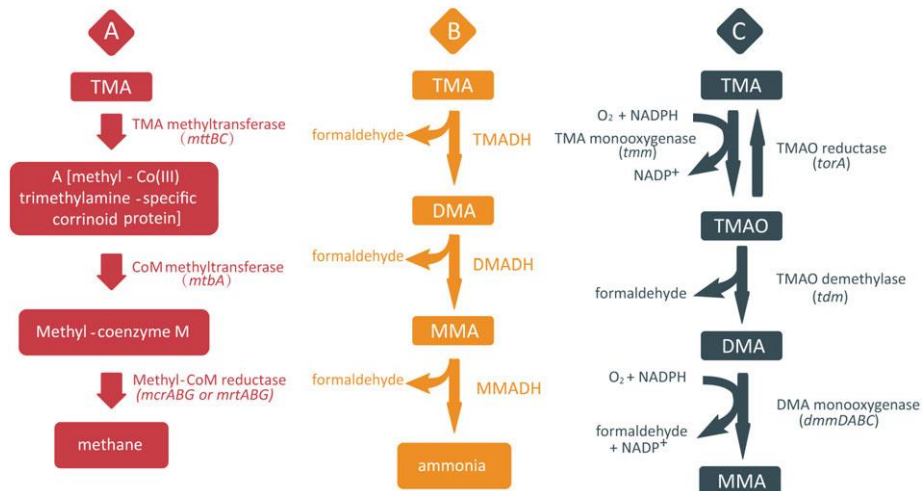 A
TMA
TMA methyltransferase
(mttBC)
A [methyl - Co(III)
trimethylamine - specific
corrinoid protein]
CoM methyltransferase
(mtbA)
Methyl - coenzyme M
Methyl - CoM reductase
(mcrABG or mrtABG)
methane
B
TMA
formaldehyde
TMADH
DMA
formaldehyde
DMADH
MMA
formaldehyde
MMADH
ammonia
C
TMA
O₂ + NADPH
TMA monooxygenase
(tmm)
NADP⁺
TMAO reductase
(torA)
TMAO
formaldehyde
TMAO demethylase
(tdm)
DMA
O₂ + NADPH
DMA monooxygenase
(dmmDABC)
formaldehyde
+ NADP⁺
MMA